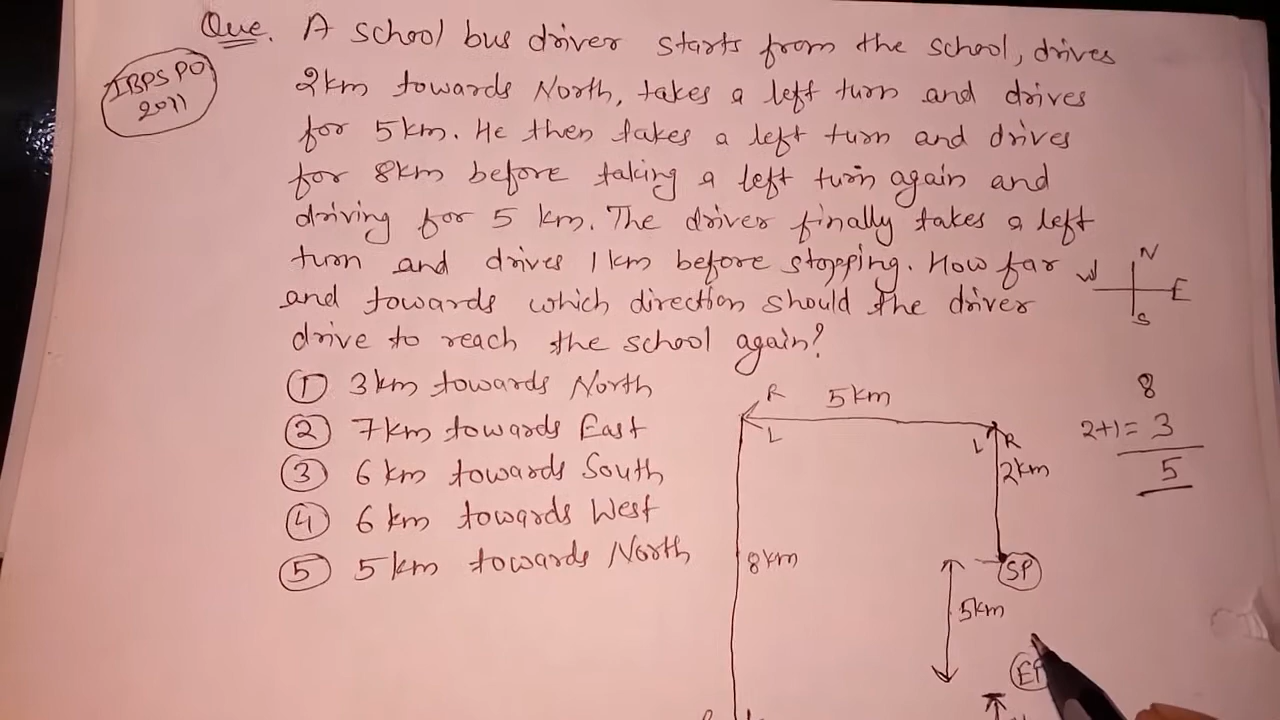 Que. A school bus driver starts from the school, drives
IBPS PO
2011
2km towards North, takes a left turn and drives
for 5km. He then takes a left turn and drives
for 8km before taking a left turn again and
driving for 5 km. The driver finally takes a left
turn and drives 1km before stopping. How far
and towards which direction should the driver
drive to reach the school again?
N
W
E
S
① 3km towards North
② 7km towards East
③ 6 km towards South
④ 6 km towards West
⑤ 5 km towards North
R
5km
L
L
R
2km
8km
SP
5km
8
2+1= 3
5